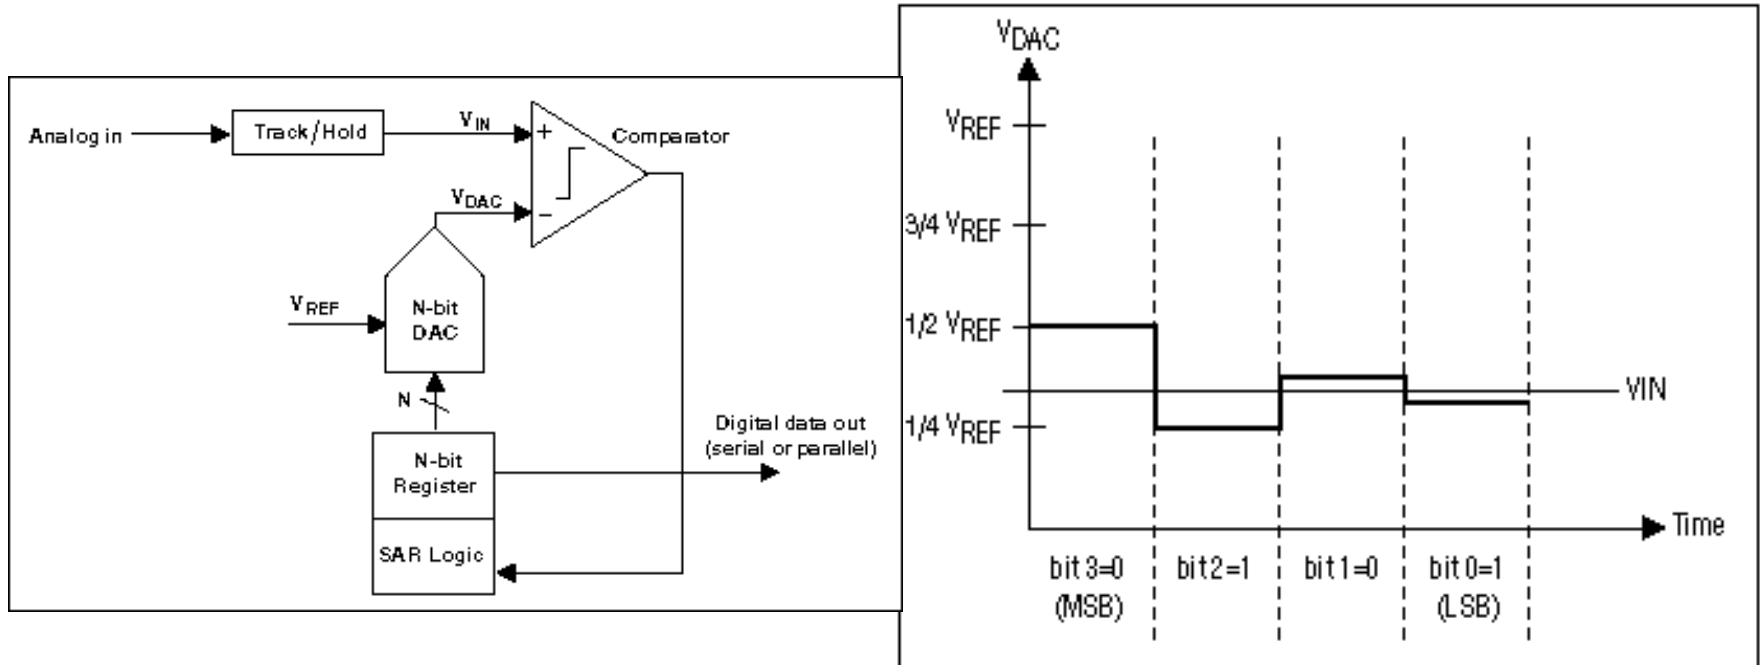 Analog in
Track/Hold
VIN
+
Comparator
VDAC
−
VREF
N-bit
DAC
N
Digital data out
(serial or parallel)
N-bit
Register
SAR Logic
VDAC
VREF
3/4 VREF
1/2 VREF
VIN
1/4 VREF
Time
bit 3=0
(MSB)
bit 2=1
bit 1=0
bit 0=1
(LSB)